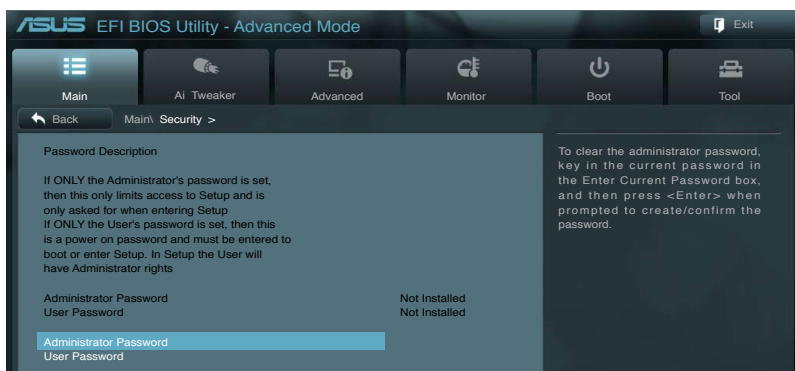 ASUS EFI BIOS Utility - Advanced Mode
Exit
Main
Ai Tweaker
Advanced
Monitor
Boot
Tool
Back
Main\ Security >
Password Description
If ONLY the Administrator's password is set,
then this only limits access to Setup and is
only asked for when entering Setup
If ONLY the User's password is set, then this
is a power on password and must be entered to
boot or enter Setup. In Setup the User will
have Administrator rights
Administrator Password Not Installed
User Password Not Installed
Administrator Password
User Password
To clear the administrator password,
key in the current password in
the Enter Current Password box,
and then press <Enter> when
prompted to create/confirm the
password.